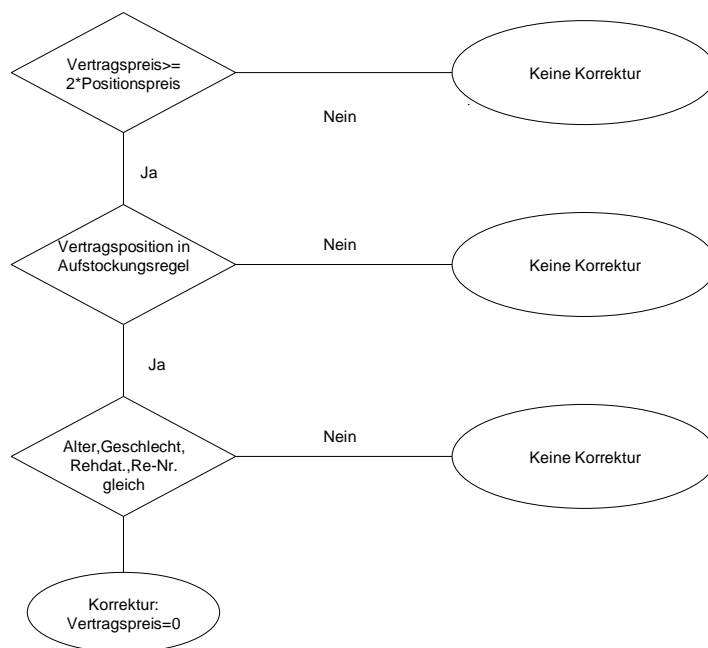 Vertragspreis>=
2*Positionspreis
Keine Korrektur
Nein
Ja
Vertragsposition in
Aufstockungsregel
Nein
Keine Korrektur
Ja
Alter,Geschlecht,
Rehdat.,Re-Nr.
gleich
Nein
Keine Korrektur
Korrektur:
Vertragspreis=0